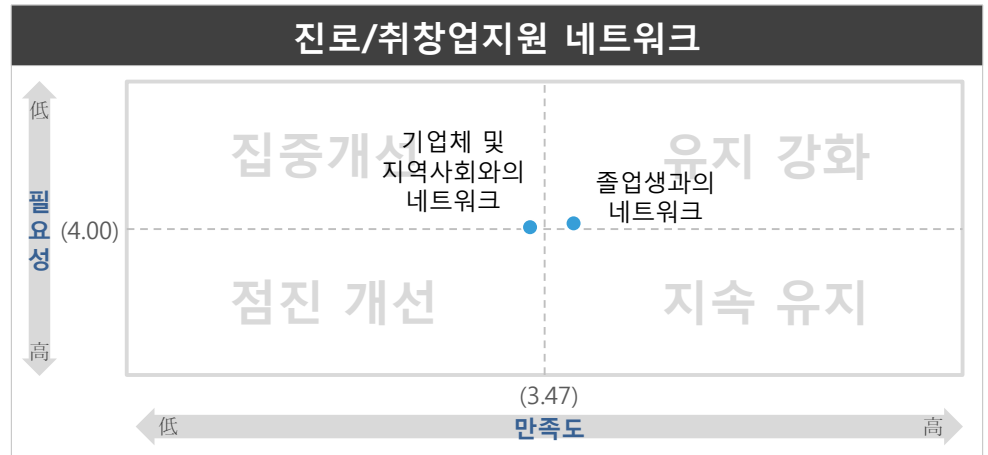 진로/취창업지원 네트워크
低
집중개선
유지 강화
기업체 및
지역사회와의
네트워크
졸업생과의
네트워크
필요성
(4.00)
점진 개선
지속 유지
高
(3.47)
低
만족도
高